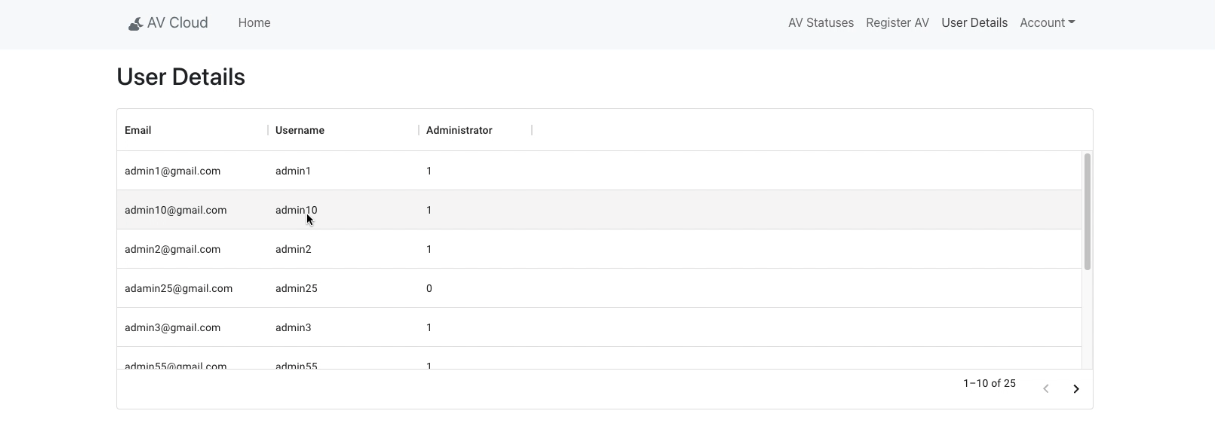 AV Cloud Home AV Statuses Register AV User Details Account
User Details
Email Username Administrator
admin1@gmail.com admin1 1
admin10@gmail.com admin10 1
admin2@gmail.com admin2 1
adamin25@gmail.com admin25 0
admin3@gmail.com admin3 1
admin55@gmail.com admin55 1
1–10 of 25